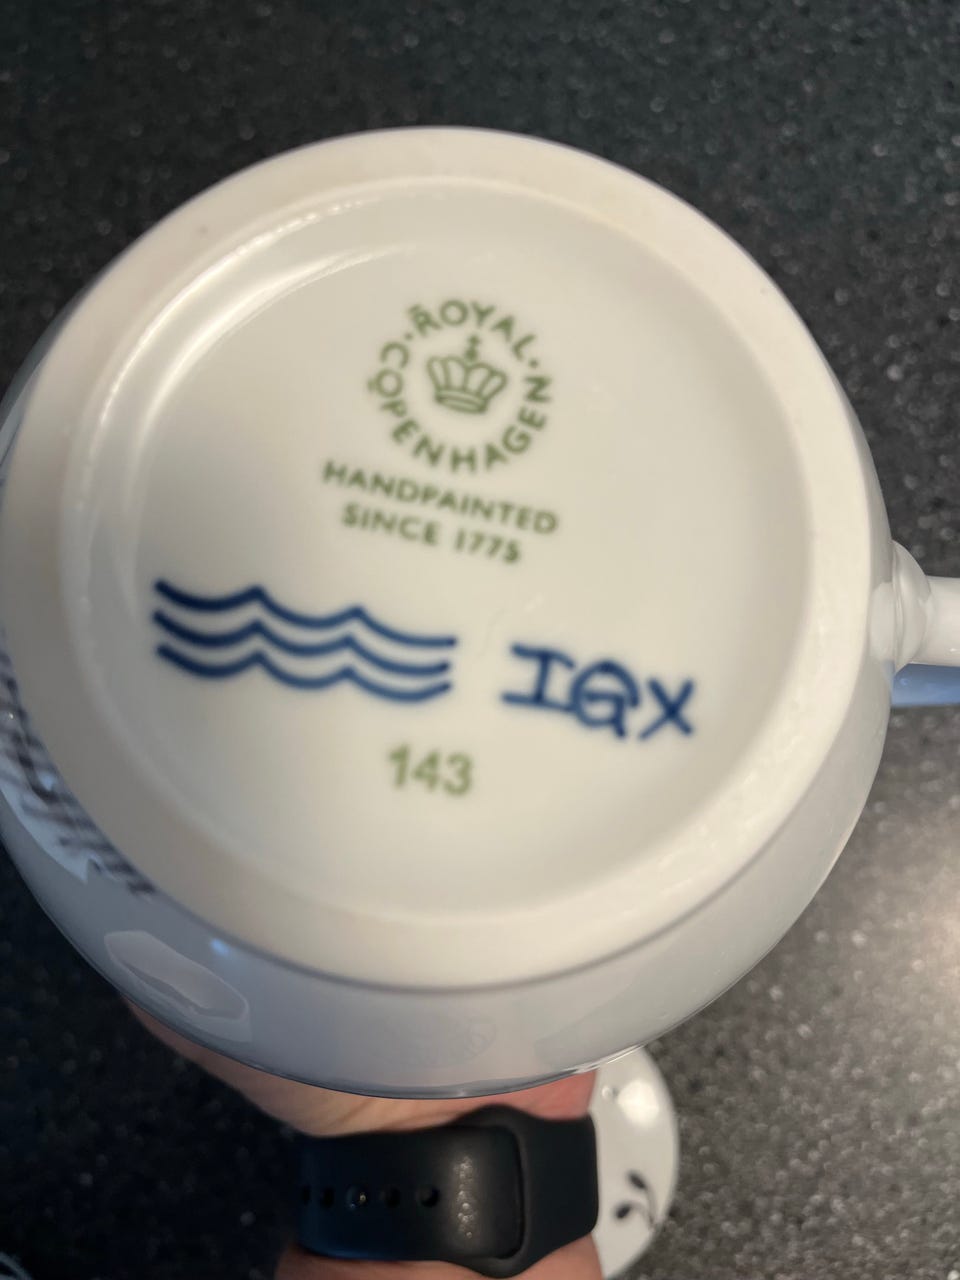 ROYAL · COPENHAGEN ·
HANDPAINTED
SINCE 1775
IGX
143